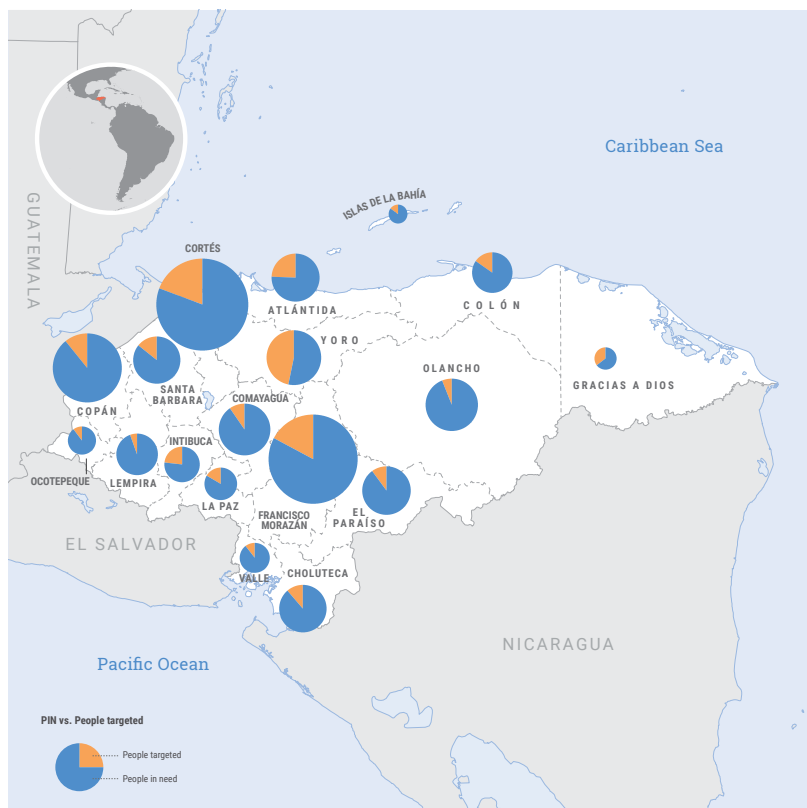 Caribbean Sea
GUATEMALA
ISLAS DE LA BAHÍA
CORTÉS
ATLÁNTIDA
COLÓN
YORO
OLANCHO
GRACIAS A DIOS
SANTA
BARBARA
COPÁN
COMAYAGUA
INTIBUCA
OCOTEPEQUE
LEMPIRA
LA PAZ
FRANCISCO
MORAZÁN
EL
PARAÍSO
EL SALVADOR
VALLE
CHOLUTECA
NICARAGUA
Pacific Ocean
PIN vs. People targeted
People targeted
People in need